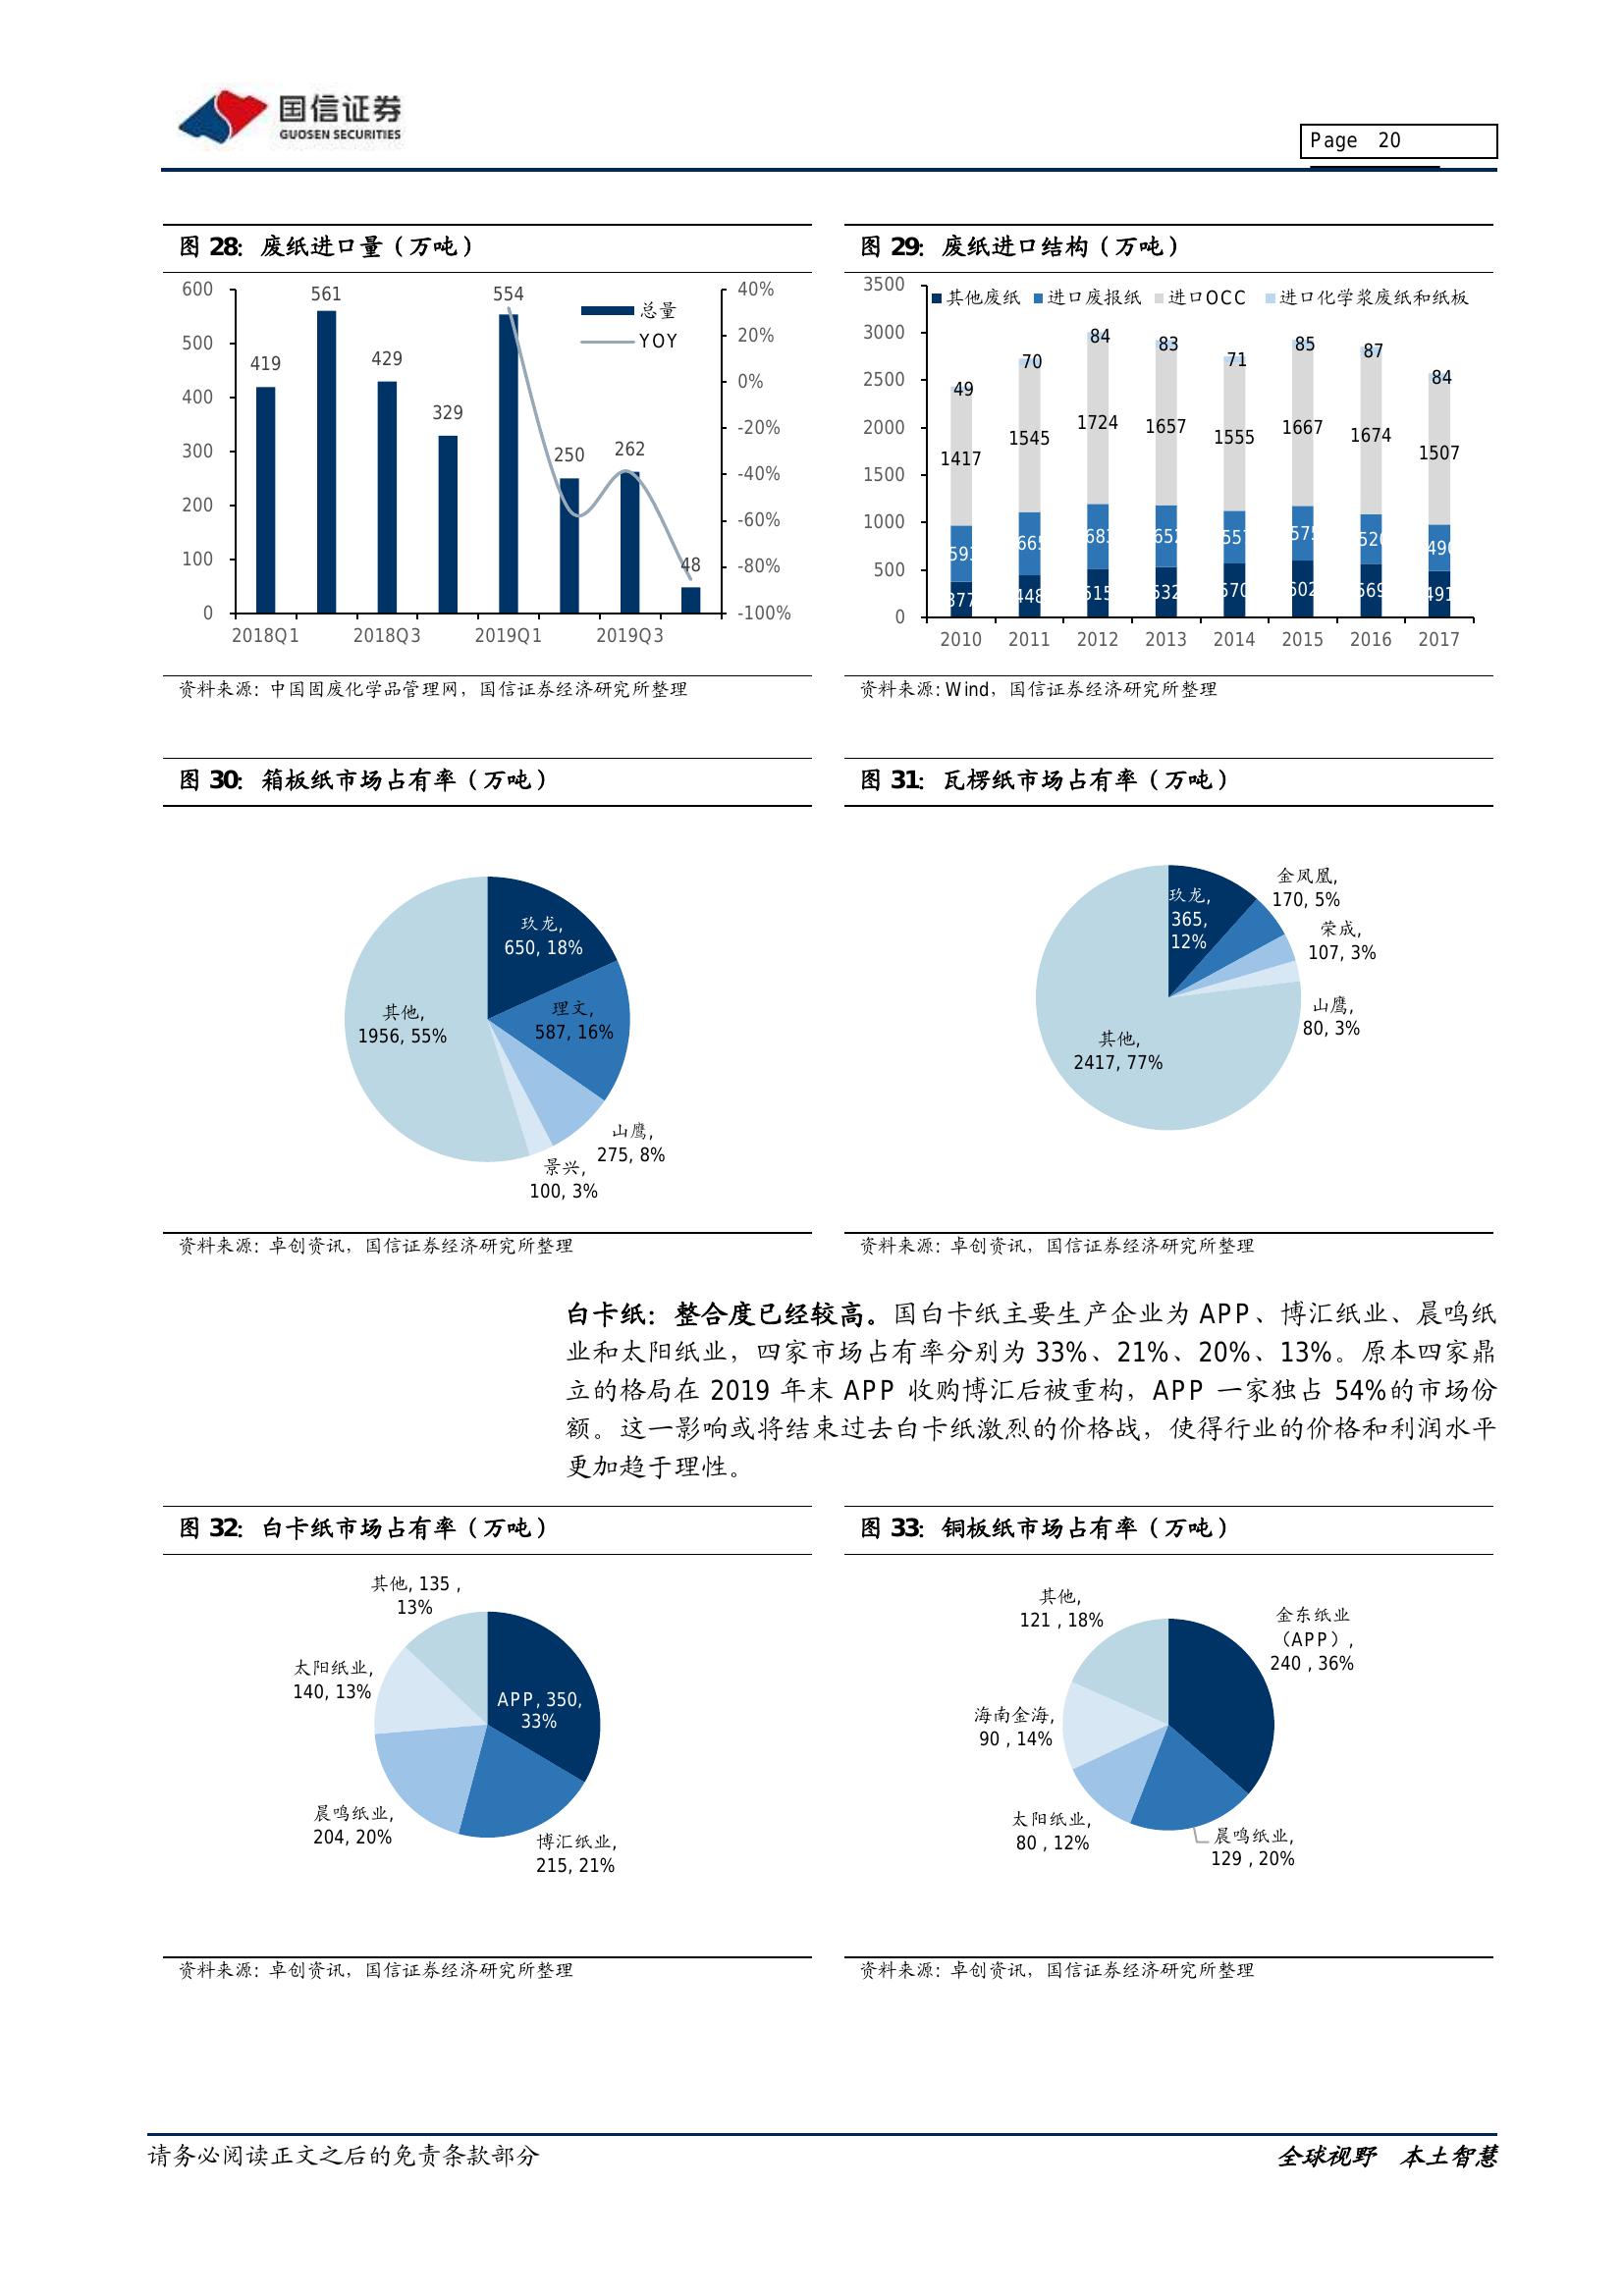 国信证券
GUOSEN SECURITIES
Page 20
图 28：废纸进口量（万吨）
600
500
400
300
200
100
0
40%
20%
0%
-20%
-40%
-60%
-80%
-100%
419
561
429
329
554
250
262
48
总量
YOY
2018Q1 2018Q3 2019Q1 2019Q3
资料来源：中国固废化学品管理网，国信证券经济研究所整理
图 29：废纸进口结构（万吨）
其他废纸 进口废报纸 进口OCC 进口化学浆废纸和纸板
3500
3000
2500
2000
1500
1000
500
0
49 70 84 83 71 85 87 84
1417 1545 1724 1657 1555 1667 1674 1507
593 665 683 652 557 575 520 490
377 448 515 532 570 602 569 491
2010 2011 2012 2013 2014 2015 2016 2017
资料来源: Wind，国信证券经济研究所整理
图 30：箱板纸市场占有率（万吨）
玖龙,
650, 18%
理文,
587, 16%
山鹰,
275, 8%
景兴,
100, 3%
其他,
1956, 55%
资料来源：卓创资讯，国信证券经济研究所整理
图 31：瓦楞纸市场占有率（万吨）
玖龙,
365,
12%
金凤凰,
170, 5%
荣成,
107, 3%
山鹰,
80, 3%
其他,
2417, 77%
资料来源：卓创资讯，国信证券经济研究所整理
白卡纸：整合度已经较高。国白卡纸主要生产企业为 APP、博汇纸业、晨鸣纸
业和太阳纸业，四家市场占有率分别为 33%、21%、20%、13%。原本四家鼎
立的格局在 2019 年末 APP 收购博汇后被重构，APP 一家独占 54%的市场份
额。这一影响或将结束过去白卡纸激烈的价格战，使得行业的价格和利润水平
更加趋于理性。
图 32：白卡纸市场占有率（万吨）
其他, 135 ,
13%
太阳纸业,
140, 13%
APP, 350,
33%
晨鸣纸业,
204, 20%
博汇纸业,
215, 21%
资料来源：卓创资讯，国信证券经济研究所整理
图 33：铜板纸市场占有率（万吨）
其他,
121 , 18%
金东纸业
（APP）,
240 , 36%
海南金海,
90 , 14%
太阳纸业,
80 , 12%
晨鸣纸业,
129 , 20%
资料来源：卓创资讯，国信证券经济研究所整理
请务必阅读正文之后的免责条款部分
全球视野 本土智慧